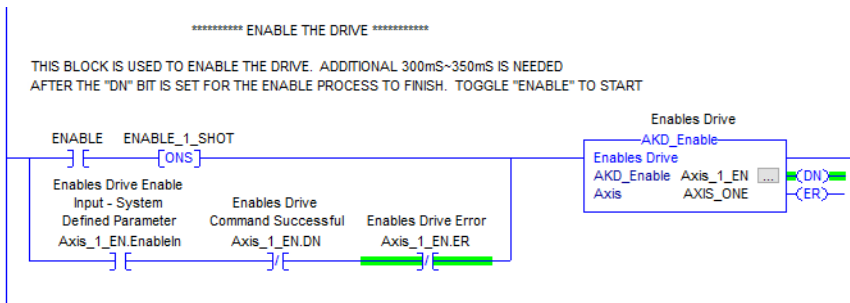 ********** ENABLE THE DRIVE ***********
THIS BLOCK IS USED TO ENABLE THE DRIVE.  ADDITIONAL 300mS~350mS IS NEEDED
AFTER THE "DN" BIT IS SET FOR THE ENABLE PROCESS TO FINISH.  TOGGLE "ENABLE" TO START
ENABLE ENABLE_1_SHOT
ONS
Enables Drive Enable
Input - System
Defined Parameter
Axis_1_EN.EnableIn
Enables Drive
Command Successful
Axis_1_EN.DN
Enables Drive Error
Axis_1_EN.ER
Enables Drive
AKD_Enable
Enables Drive
AKD_Enable Axis_1_EN ...
Axis AXIS_ONE
DN
ER